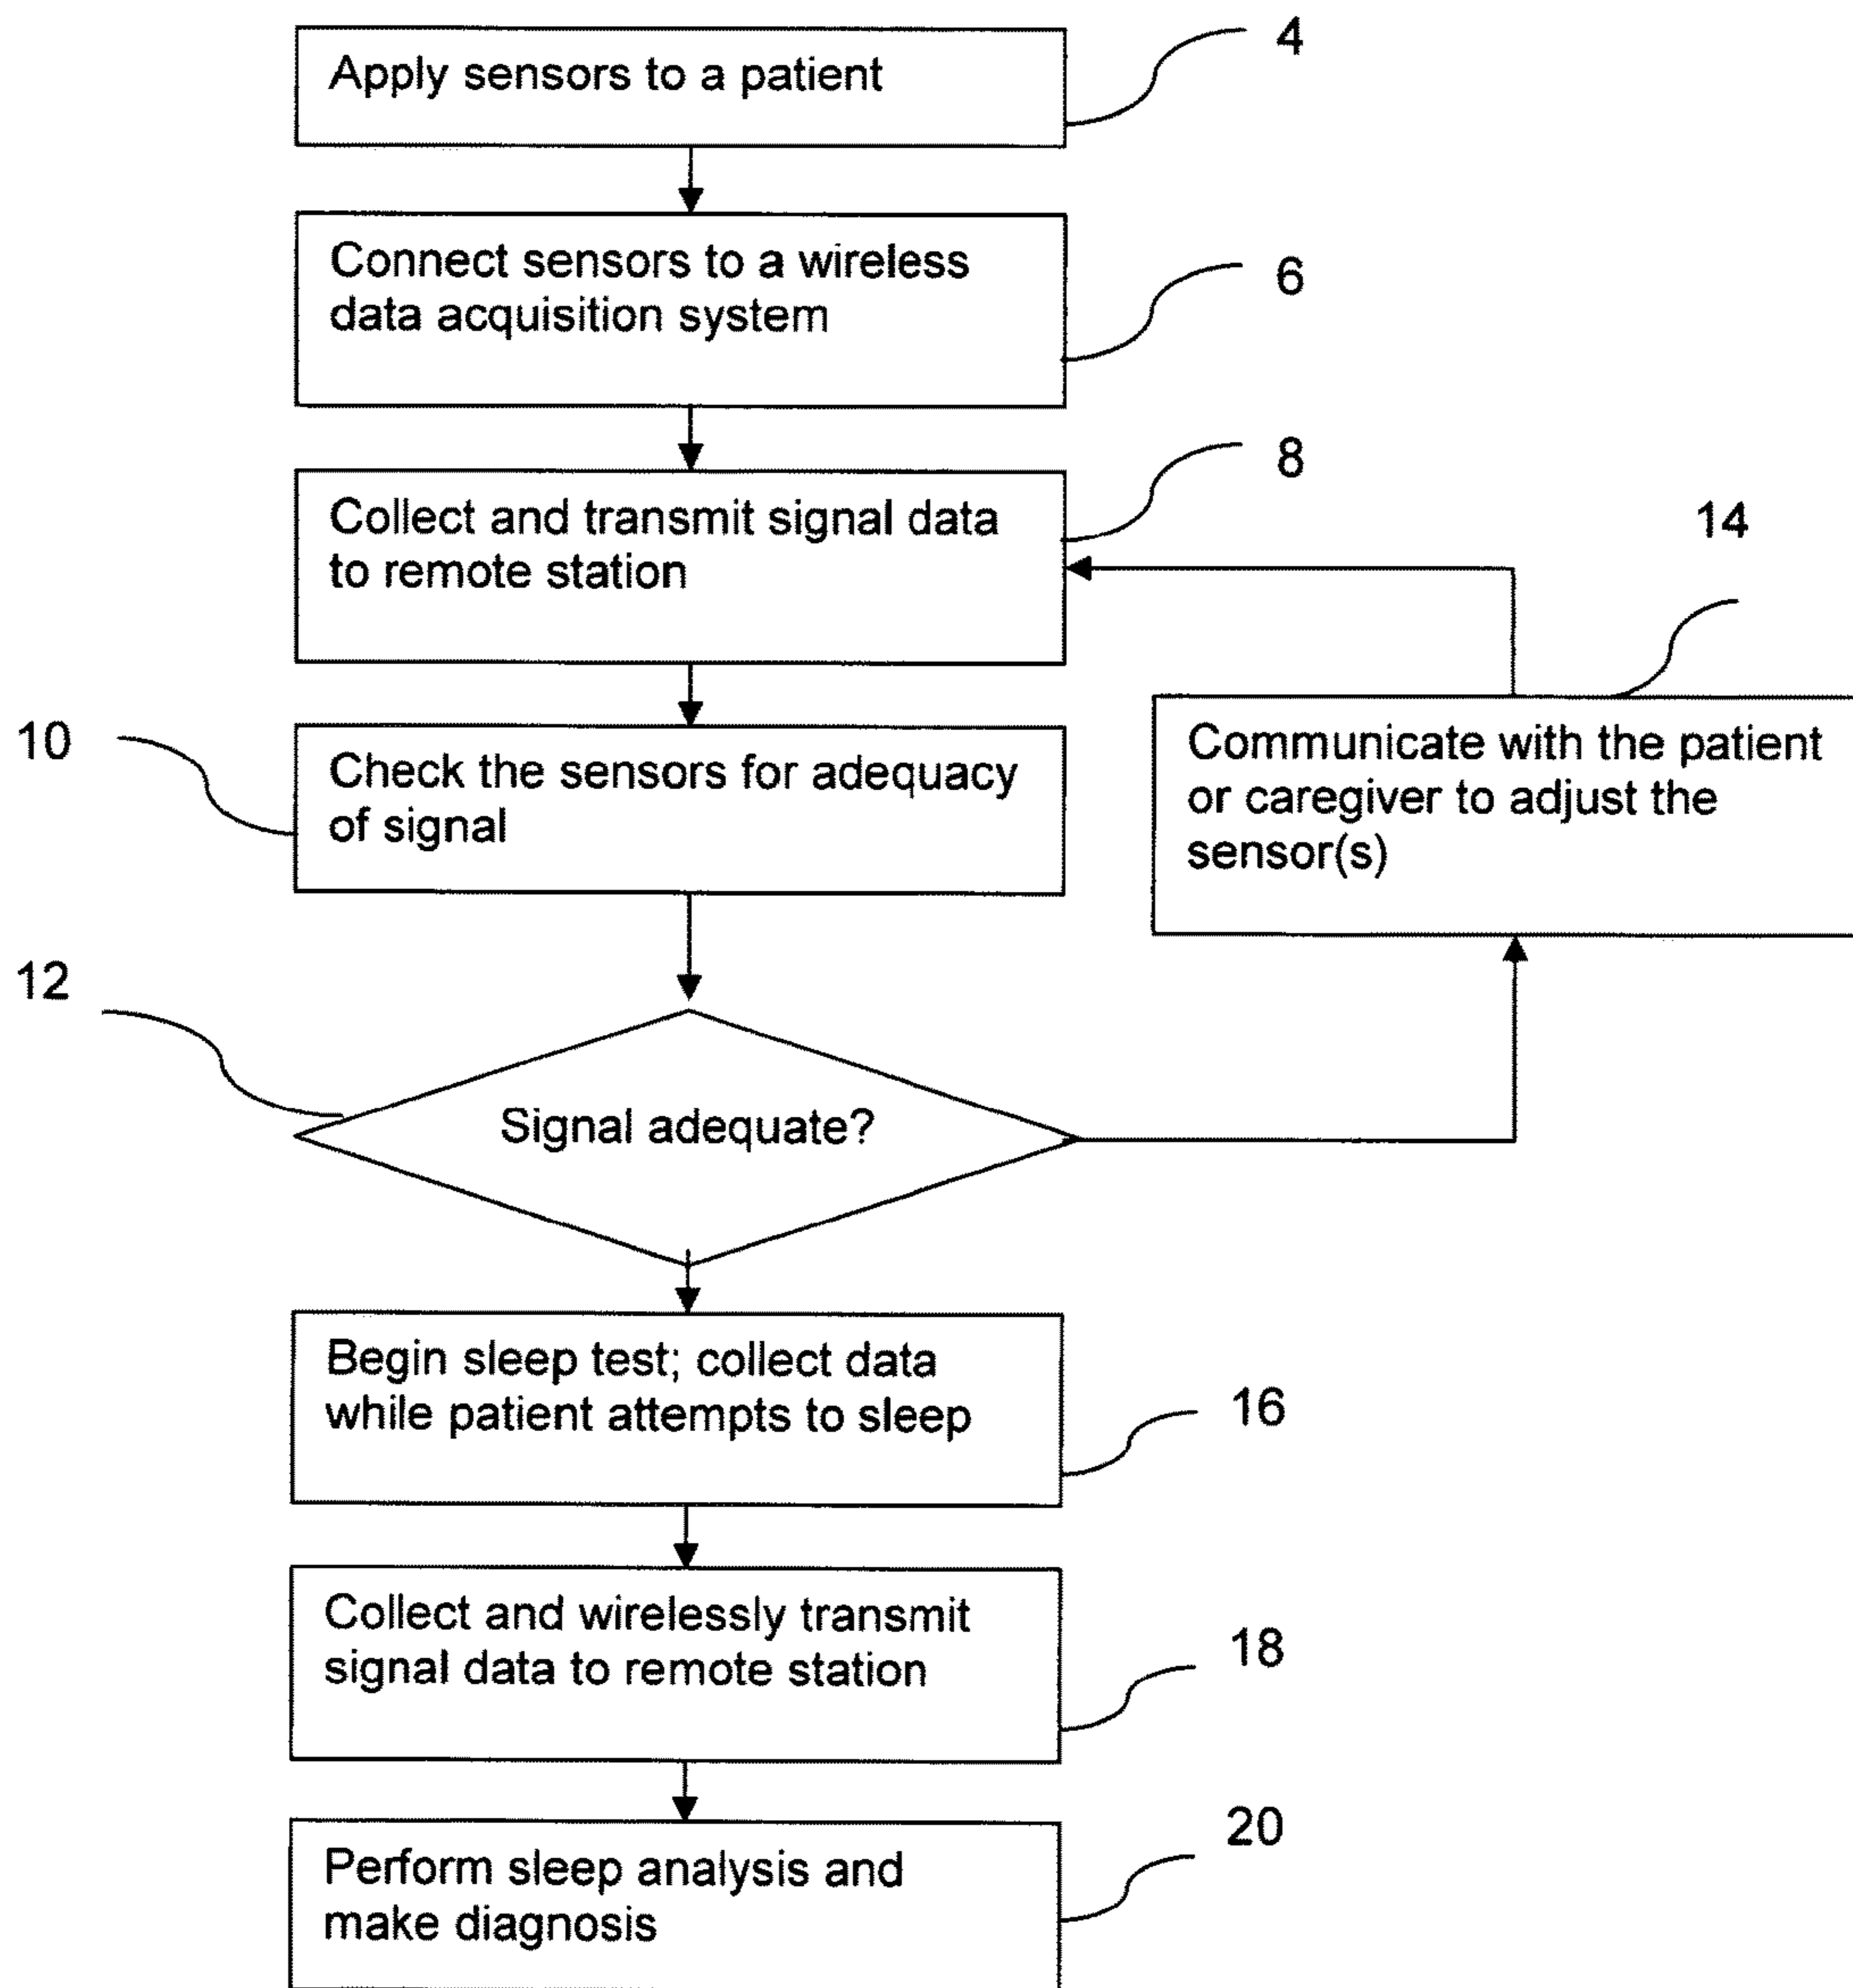 Apply sensors to a patient
4
Connect sensors to a wireless
data acquisition system
6
Collect and transmit signal data
to remote station
8
14
Communicate with the patient
or caregiver to adjust the
sensor(s)
10
Check the sensors for adequacy
of signal
12
Signal adequate?
Begin sleep test; collect data
while patient attempts to sleep
16
Collect and wirelessly transmit
signal data to remote station
18
Perform sleep analysis and
make diagnosis
20